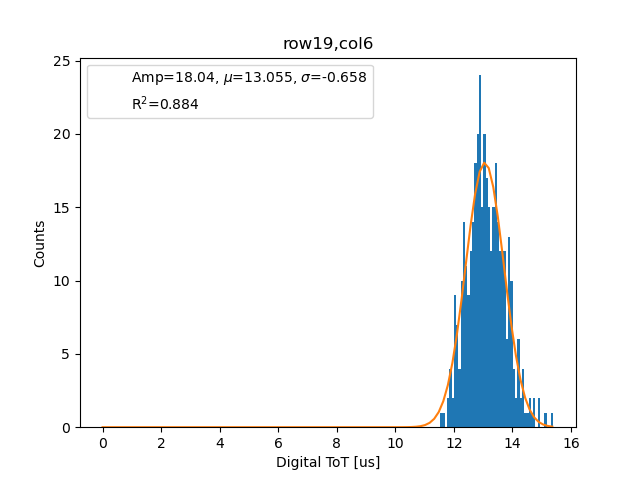 row19,col6
Amp=18.04, μ=13.055, σ=-0.658
R²=0.884
25
20
15
10
5
0
Counts
0 2 4 6 8 10 12 14 16
Digital ToT [us]